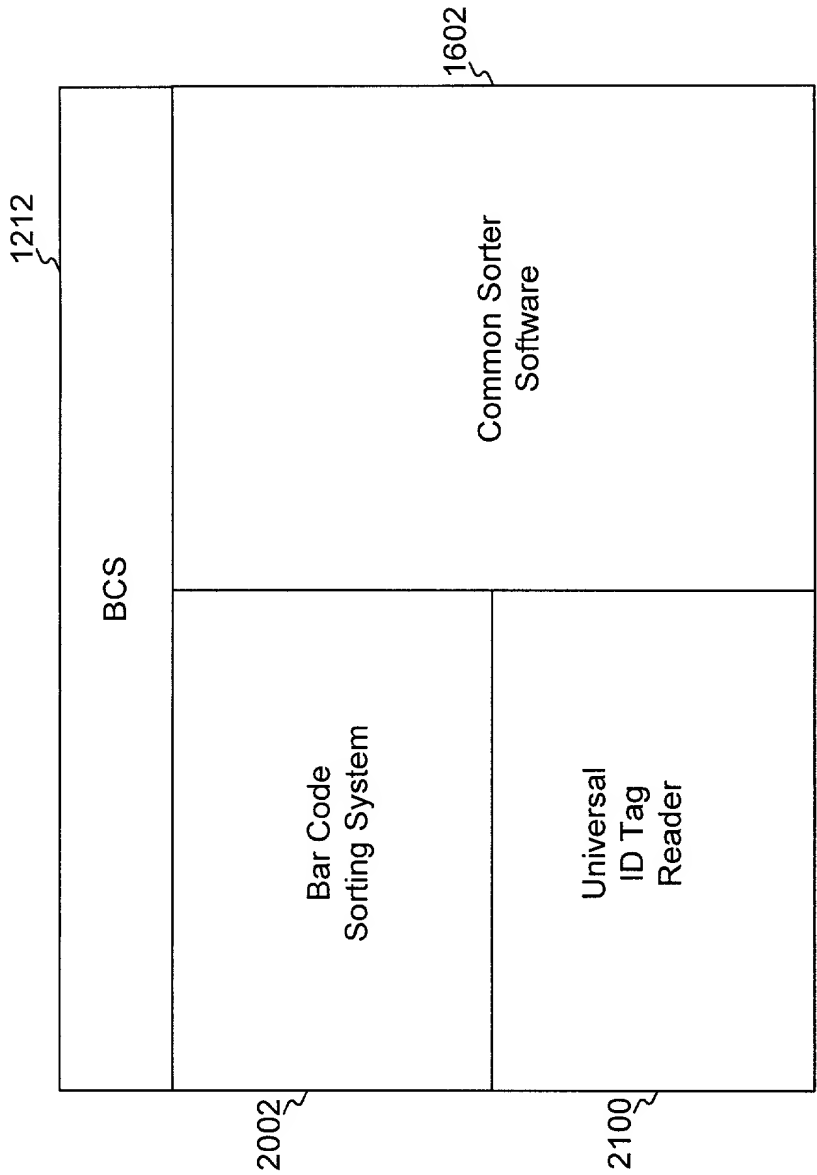 1212
BCS
2002
Bar Code
Sorting System
Common Sorter
Software
1602
2100
Universal
ID Tag
Reader